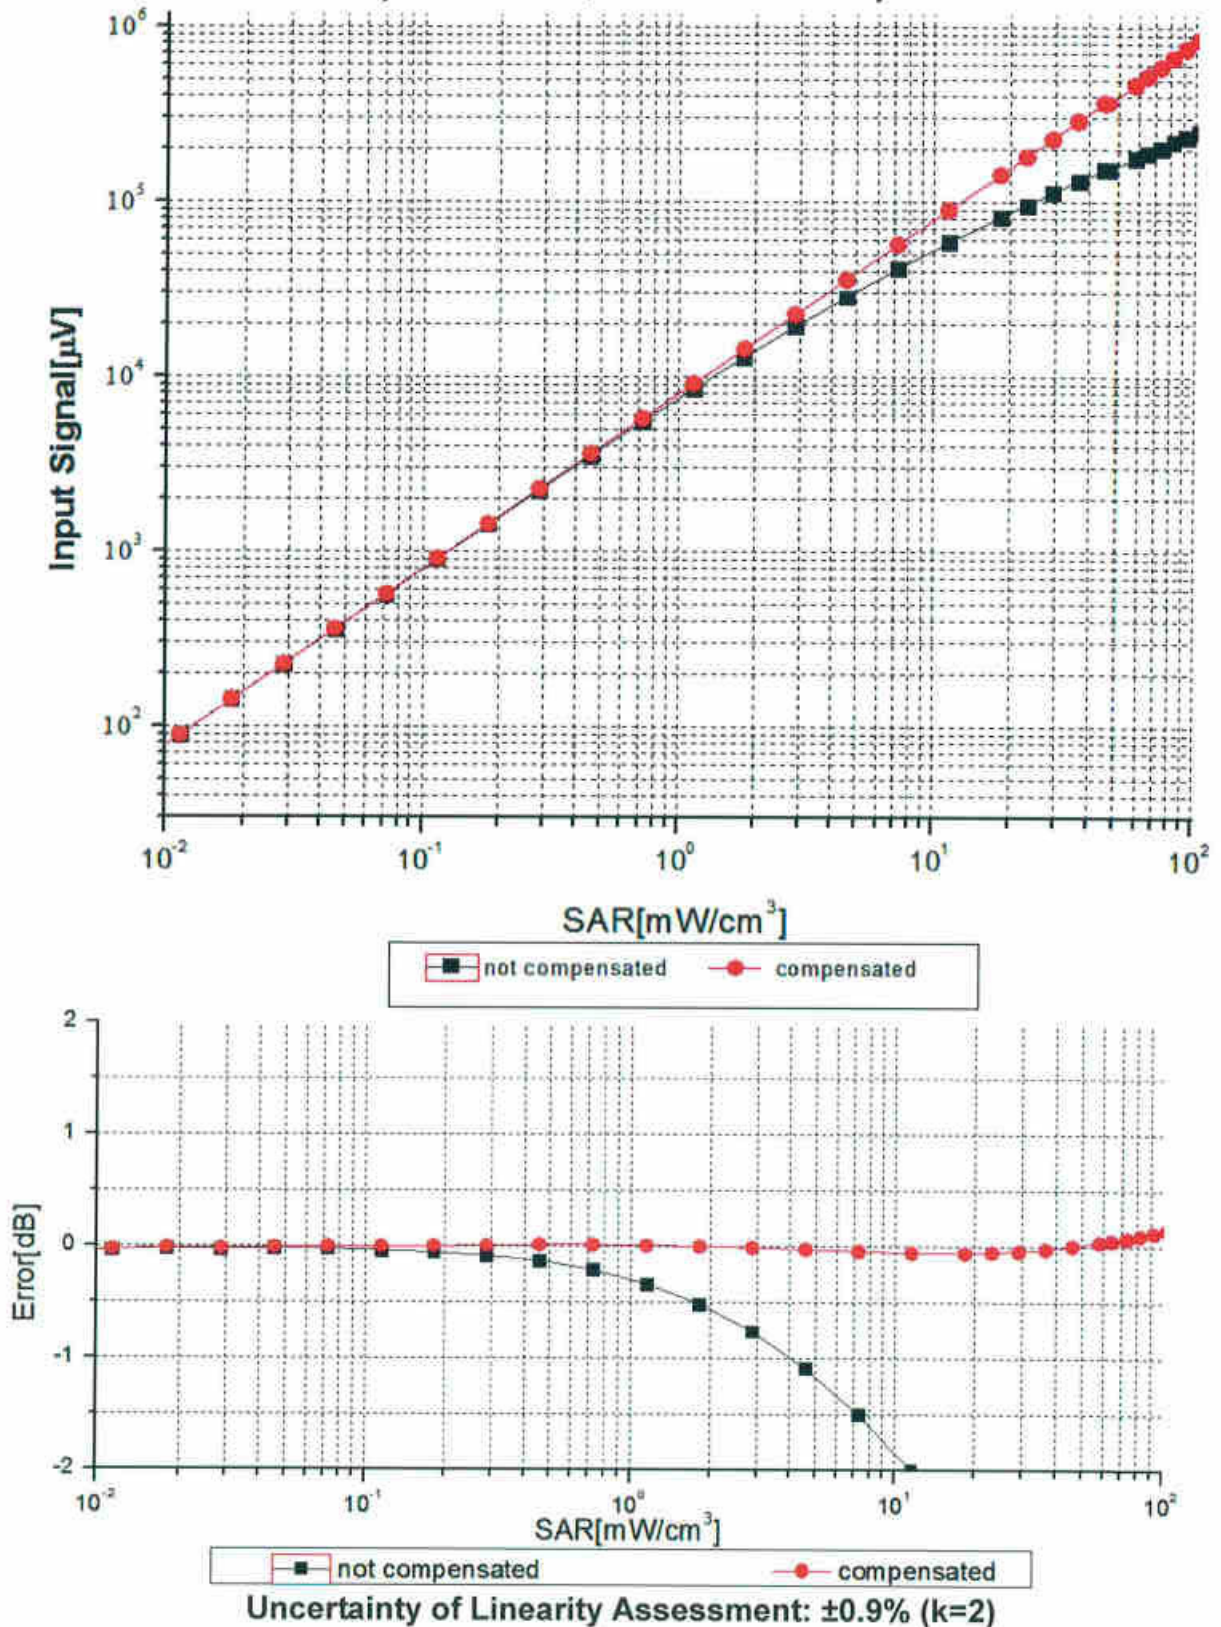 10⁶
10⁵
10⁴
10³
10²
Input Signal[µV]
10⁻² 10⁻¹ 10⁰ 10¹ 10²
SAR[mW/cm³]
not compensated compensated
2
1
0
-1
-2
Error[dB]
10⁻² 10⁻¹ 10⁰ 10¹ 10²
SAR[mW/cm³]
not compensated compensated
Uncertainty of Linearity Assessment: ±0.9% (k=2)